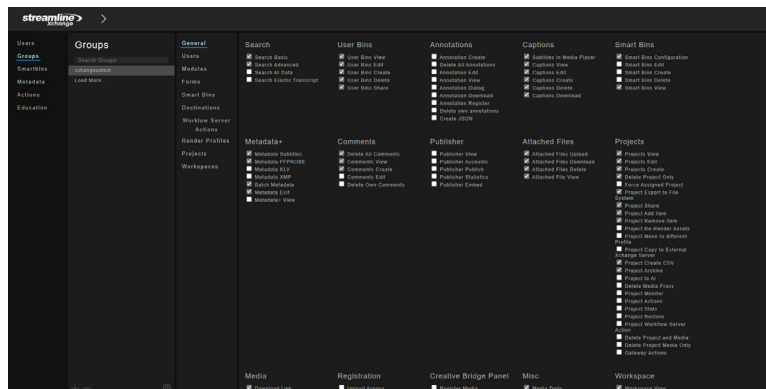 streamline
Xchange
Users
Groups
Smartbins
Metadata
Actions
Education
Groups
Search Groups
xchangeadmin
Load More..
General
Users
Modules
Forms
Smart Bins
Destinations
Worklow Server
Actions
Render Profiles
Projects
Workspaces
Search
Search Basic
Search Advanced
Search AI Data
Search Elastic Transcript
User Bins
User Bins View
User Bins Edit
User Bins Create
User Bins Delete
User Bins Share
Annotations
Annotation Create
Delete All Annotations
Annotation Edit
Annotation View
Annotation Dialog
Annotation Download
Annotation Register
Delete own annotations
Create JSON
Captions
Subtitles in Media Player
Captions View
Captions Edit
Captions Create
Captions Delete
Captions Download
Smart Bins
Smart Bins Configuration
Smart Bins Edit
Smart Bins Create
Smart Bins Delete
Smart Bins View
Metadata+
Metadata Subtitles
Metadata FFPROBE
Metadata KLV
Metadata XMP
Batch Metadata
Metadata Exif
Metadata+ View
Comments
Delete All Comments
Comments View
Comments Create
Comments Edit
Delete Own Comments
Publisher
Publisher View
Publisher Accounts
Publisher Publish
Publisher Statistics
Publisher Embed
Attached Files
Attached Files Upload
Attached Files Download
Attached Files Delete
Attached File View
Projects
Projects View
Projects Edit
Projects Create
Delete Project Only
Force Assigned Project
Project Export to File
System
Project Share
Project Add Item
Project Remove Item
Project Re-Render Assets
Project Move to different
Profile
Project Copy to External
Xchange Server
Project Create CSV
Project Archive
Project to AI
Delete Media Proxy
Project Monitor
Project Actions
Project Stats
Project Restore
Project Workflow Server
Action
Delete Project and Media
Delete Project Media Only
Gateway Actions
Media
Download Link
Registration
Upload Access
Creative Bridge Panel
Register Media
Misc
Media Tools
Workspace
Workspace View